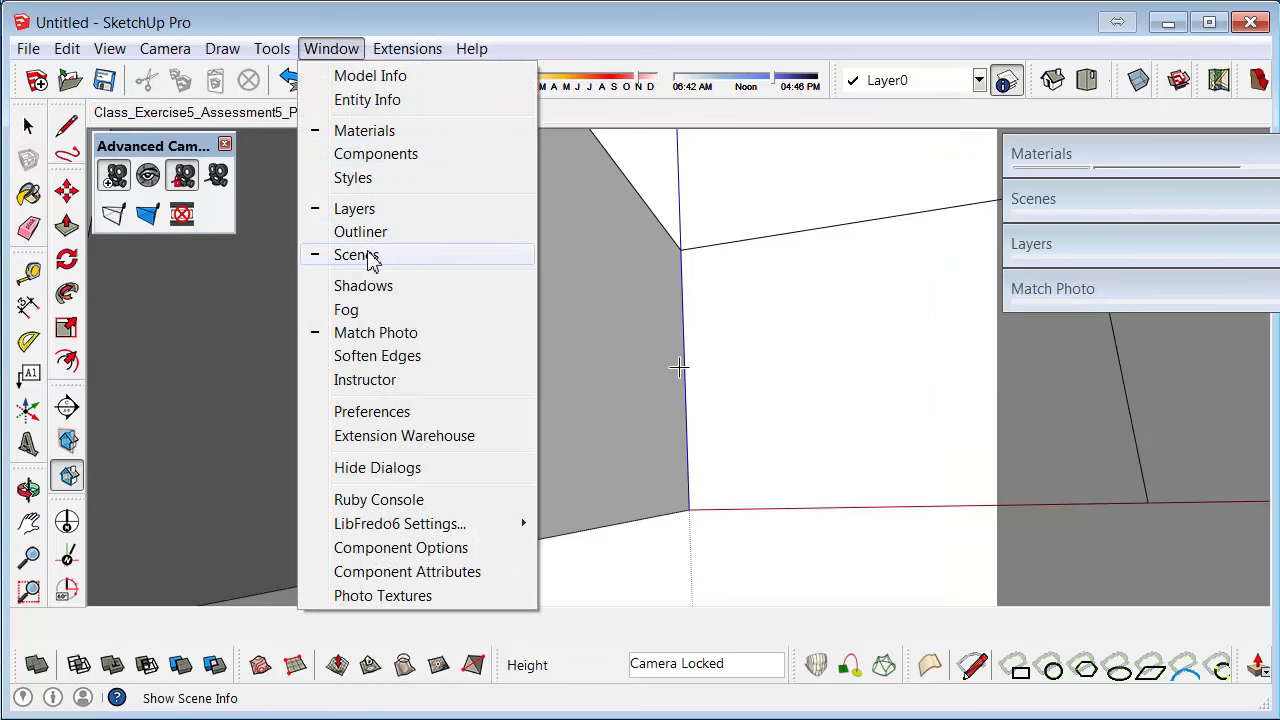 Untitled - SketchUp Pro
File Edit View Camera Draw Tools Window Extensions Help
J F M A M J J A S O N D 06:42 AM Noon 04:46 PM Layer0
Class_Exercise5_Assessment5_P
Advanced Cam...
Model Info
Entity Info
Materials
Components
Styles
Layers
Outliner
Scenes
Shadows
Fog
Match Photo
Soften Edges
Instructor
Preferences
Extension Warehouse
Hide Dialogs
Ruby Console
LibFredo6 Settings...
Component Options
Component Attributes
Photo Textures
Materials
Scenes
Layers
Match Photo
A1
Height Camera Locked
Show Scene Info